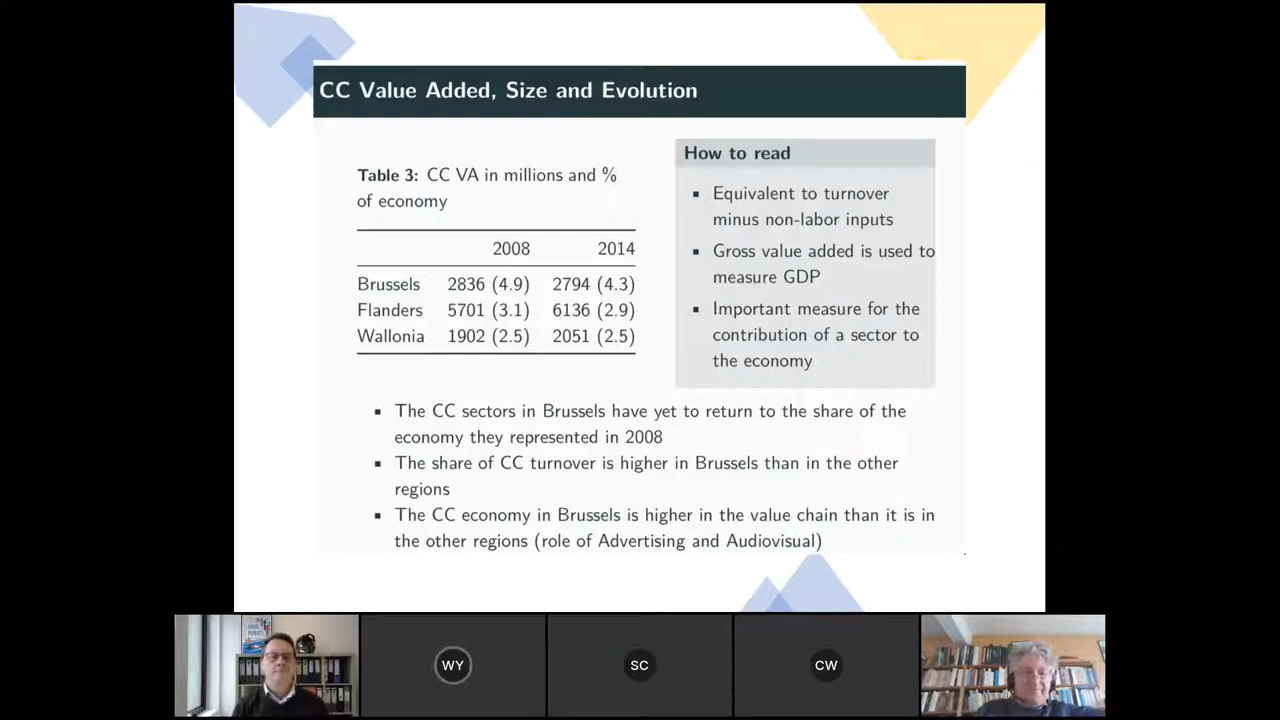 CC Value Added, Size and Evolution
Table 3: CC VA in millions and %
of economy
2008 2014
Brussels 2836 (4.9) 2794 (4.3)
Flanders 5701 (3.1) 6136 (2.9)
Wallonia 1902 (2.5) 2051 (2.5)
How to read
▪ Equivalent to turnover
minus non-labor inputs
▪ Gross value added is used to
measure GDP
▪ Important measure for the
contribution of a sector to
the economy
▪ The CC sectors in Brussels have yet to return to the share of the
economy they represented in 2008
▪ The share of CC turnover is higher in Brussels than in the other
regions
▪ The CC economy in Brussels is higher in the value chain than it is in
the other regions (role of Advertising and Audiovisual)
WY
SC
CW